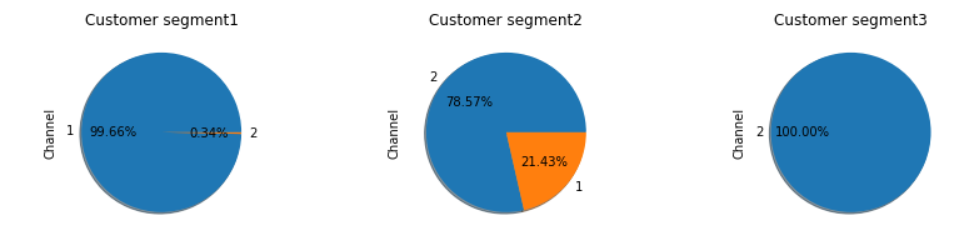 Customer segment1
Channel
1
99.66%
0.34%
2
Customer segment2
Channel
2
78.57%
21.43%
1
Customer segment3
Channel
2
100.00%